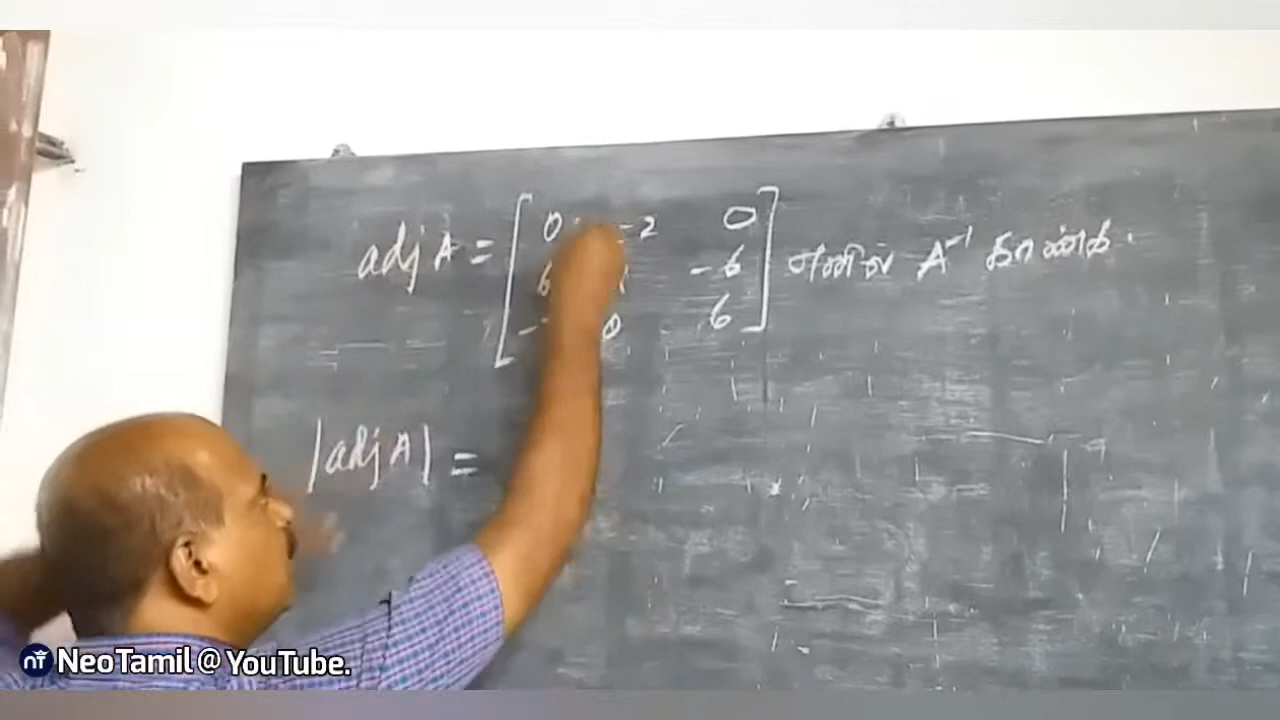 adj A = [ 0 -2 0 எனில் A⁻¹ காண்க.
6 -6
0 6 ]
|adj A| =
NeoTamil @ YouTube.